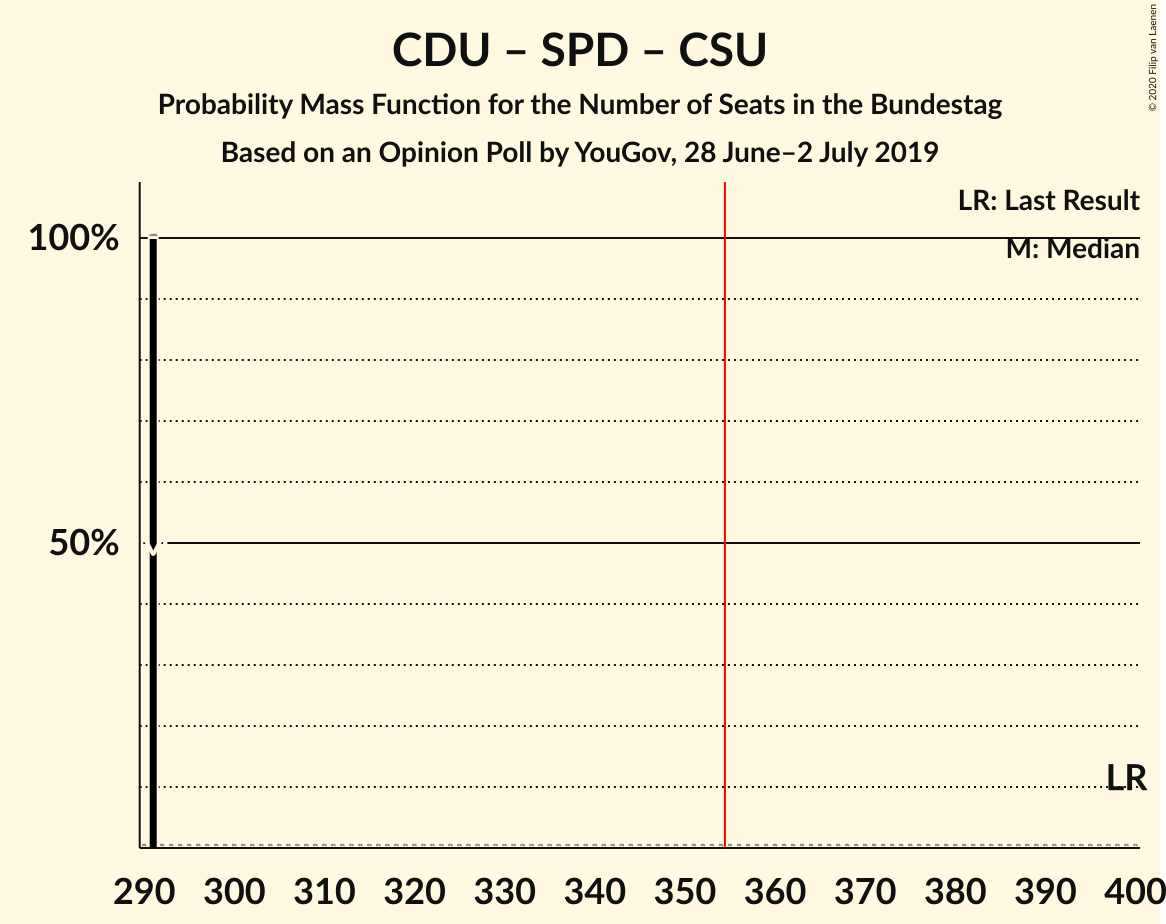 CDU – SPD – CSU
Probability Mass Function for the Number of Seats in the Bundestag
Based on an Opinion Poll by YouGov, 28 June–2 July 2019
© 2020 Filip van Laenen
LR: Last Result
M: Median
100%
50%
LR
290 300 310 320 330 340 350 360 370 380 390 400